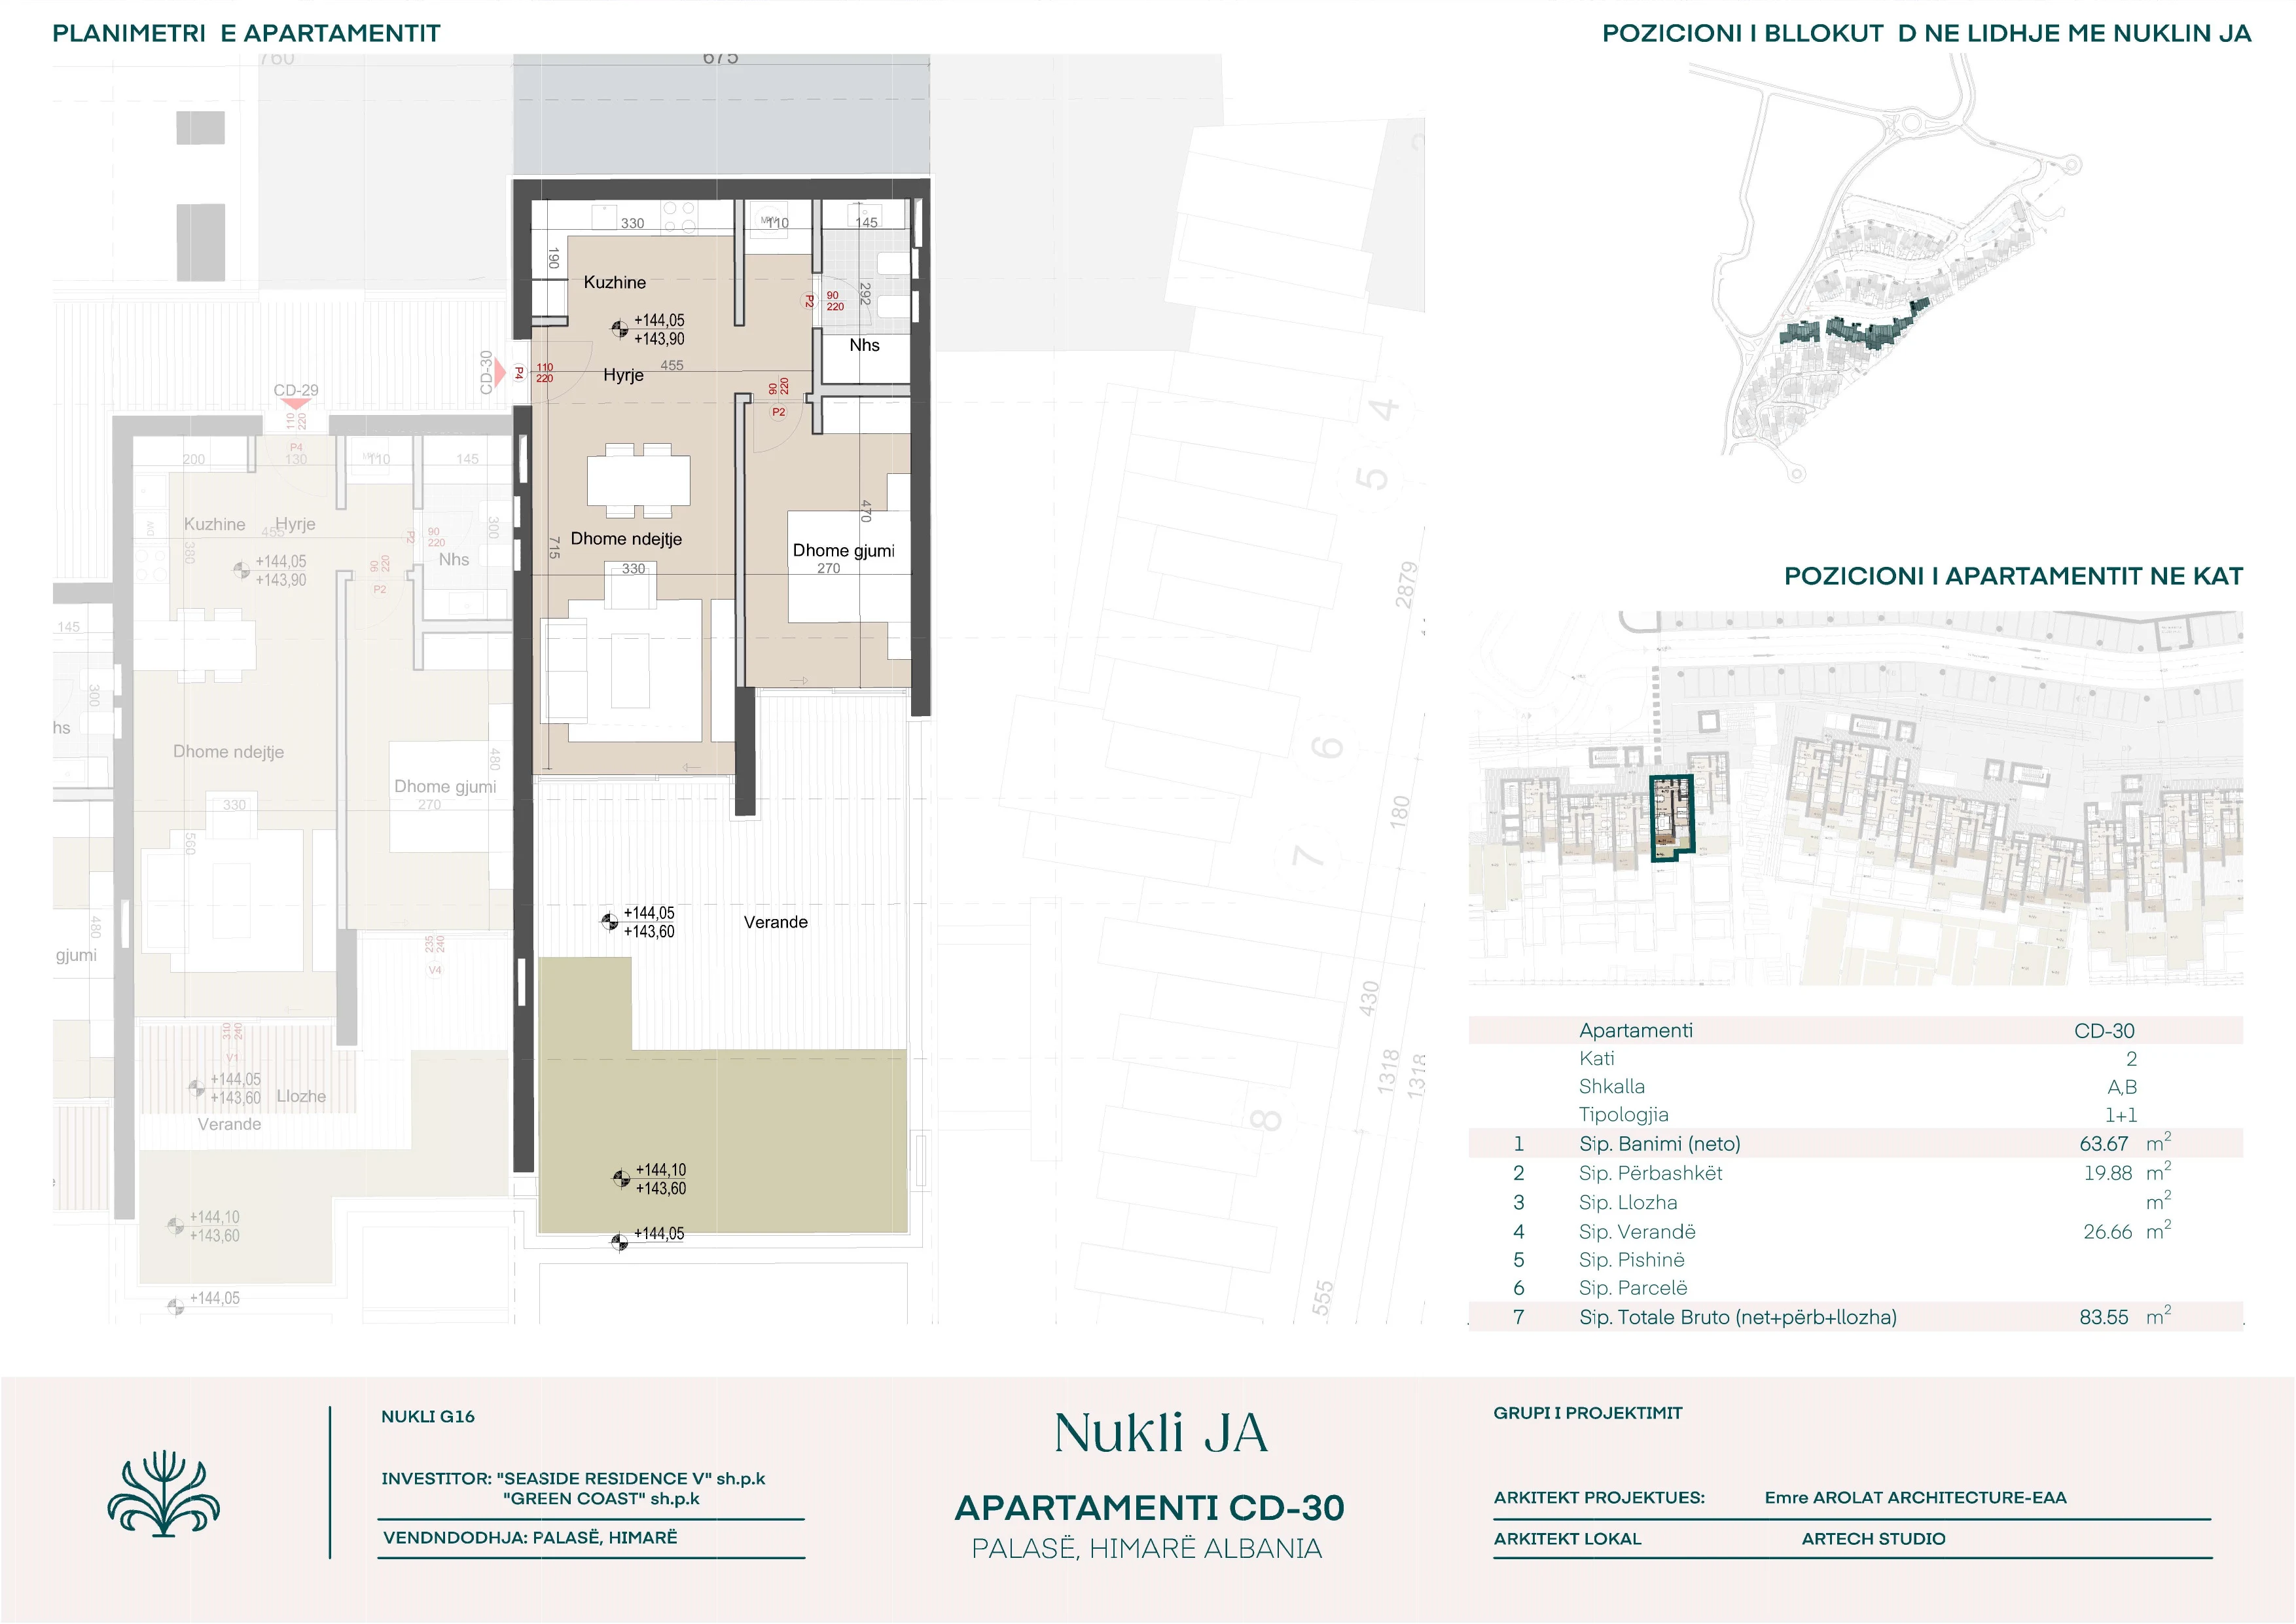 PLANIMETRI E APARTAMENTIT
POZICIONI I BLLOKUT D NE LIDHJE ME NUKLIN JA
760
675
330
110
145
190
Kuzhine
+144,05
+143,90
P2
90
220
292
Nhs
CD-30
P4
110
220
Hyrje
455
90
220
P2
CD-29
110
220
P4
200
130
110
145
Kuzhine
Hyrje
455
380
+144,05
+143,90
P2
90
220
300
Nhs
90
220
P2
145
300
hs
Dhome ndejtje
715
330
470
Dhome gjumi
270
Dhome ndejtje
330
560
480
Dhome gjumi
270
480
gjumi
235
240
V4
+144,05
+143,60
Verande
310
240
V1
+144,05
+143,60
Llozhe
Verande
+144,10
+143,60
+144,05
+144,10
+143,60
+144,05
4
5
6
7
8
2879
180
430
1318
1318
555
POZICIONI I APARTAMENTIT NE KAT
Apartamenti CD-30
Kati 2
Shkalla A,B
Tipologjia 1+1
1 Sip. Banimi (neto) 63.67 m2
2 Sip. Përbashkët 19.88 m2
3 Sip. Llozha m2
4 Sip. Verandë 26.66 m2
5 Sip. Pishinë
6 Sip. Parcelë
7 Sip. Totale Bruto (net+përb+llozha) 83.55 m2
NUKLI G16
INVESTITOR: "SEASIDE RESIDENCE V" sh.p.k
"GREEN COAST" sh.p.k
VENDNDODHJA: PALASË, HIMARË
Nukli JA
APARTAMENTI CD-30
PALASË, HIMARË ALBANIA
GRUPI I PROJEKTIMIT
ARKITEKT PROJEKTUES: Emre AROLAT ARCHITECTURE-EAA
ARKITEKT LOKAL ARTECH STUDIO